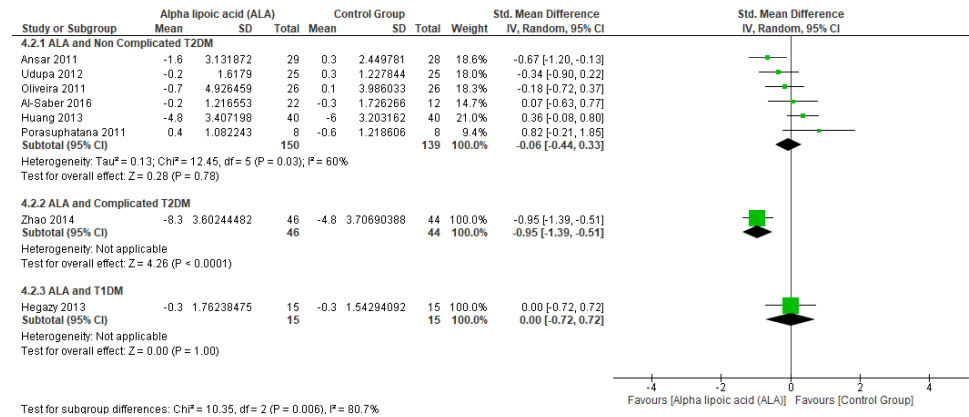 Alpha lipoic acid (ALA) Control Group Std. Mean Difference Std. Mean Difference
Study or Subgroup Mean SD Total Mean SD Total Weight IV, Random, 95% CI IV, Random, 95% CI
4.2.1 ALA and Non Complicated T2DM
Ansar 2011 -1.6 3.131872 29 0.3 2.449781 28 18.6% -0.67 [-1.20, -0.13]
Udupa 2012 -0.2 1.6179 25 0.3 1.227844 25 18.0% -0.34 [-0.90, 0.22]
Oliveira 2011 -0.7 4.926459 26 0.1 3.986033 26 18.3% -0.18 [-0.72, 0.37]
Al-Saber 2016 -0.2 1.216553 22 -0.3 1.726266 12 14.7% 0.07 [-0.63, 0.77]
Huang 2013 -4.8 3.407198 40 -6 3.203162 40 21.0% 0.36 [-0.08, 0.80]
Porasuphatana 2011 0.4 1.082243 8 -0.6 1.218606 8 9.4% 0.82 [-0.21, 1.85]
Subtotal (95% CI) 150 139 100.0% -0.06 [-0.44, 0.33]
Heterogeneity: Tau² = 0.13; Chi² = 12.45, df = 5 (P = 0.03); I² = 60%
Test for overall effect: Z = 0.28 (P = 0.78)
4.2.2 ALA and Complicated T2DM
Zhao 2014 -8.3 3.60244482 46 -4.8 3.70690388 44 100.0% -0.95 [-1.39, -0.51]
Subtotal (95% CI) 46 44 100.0% -0.95 [-1.39, -0.51]
Heterogeneity: Not applicable
Test for overall effect: Z = 4.26 (P < 0.0001)
4.2.3 ALA and T1DM
Hegazy 2013 -0.3 1.76238475 15 -0.3 1.54294092 15 100.0% 0.00 [-0.72, 0.72]
Subtotal (95% CI) 15 15 100.0% 0.00 [-0.72, 0.72]
Heterogeneity: Not applicable
Test for overall effect: Z = 0.00 (P = 1.00)
-4 -2 0 2 4
Favours [Alpha lipoic acid (ALA)] Favours [Control Group]
Test for subgroup differences: Chi² = 10.35, df = 2 (P = 0.006), I² = 80.7%